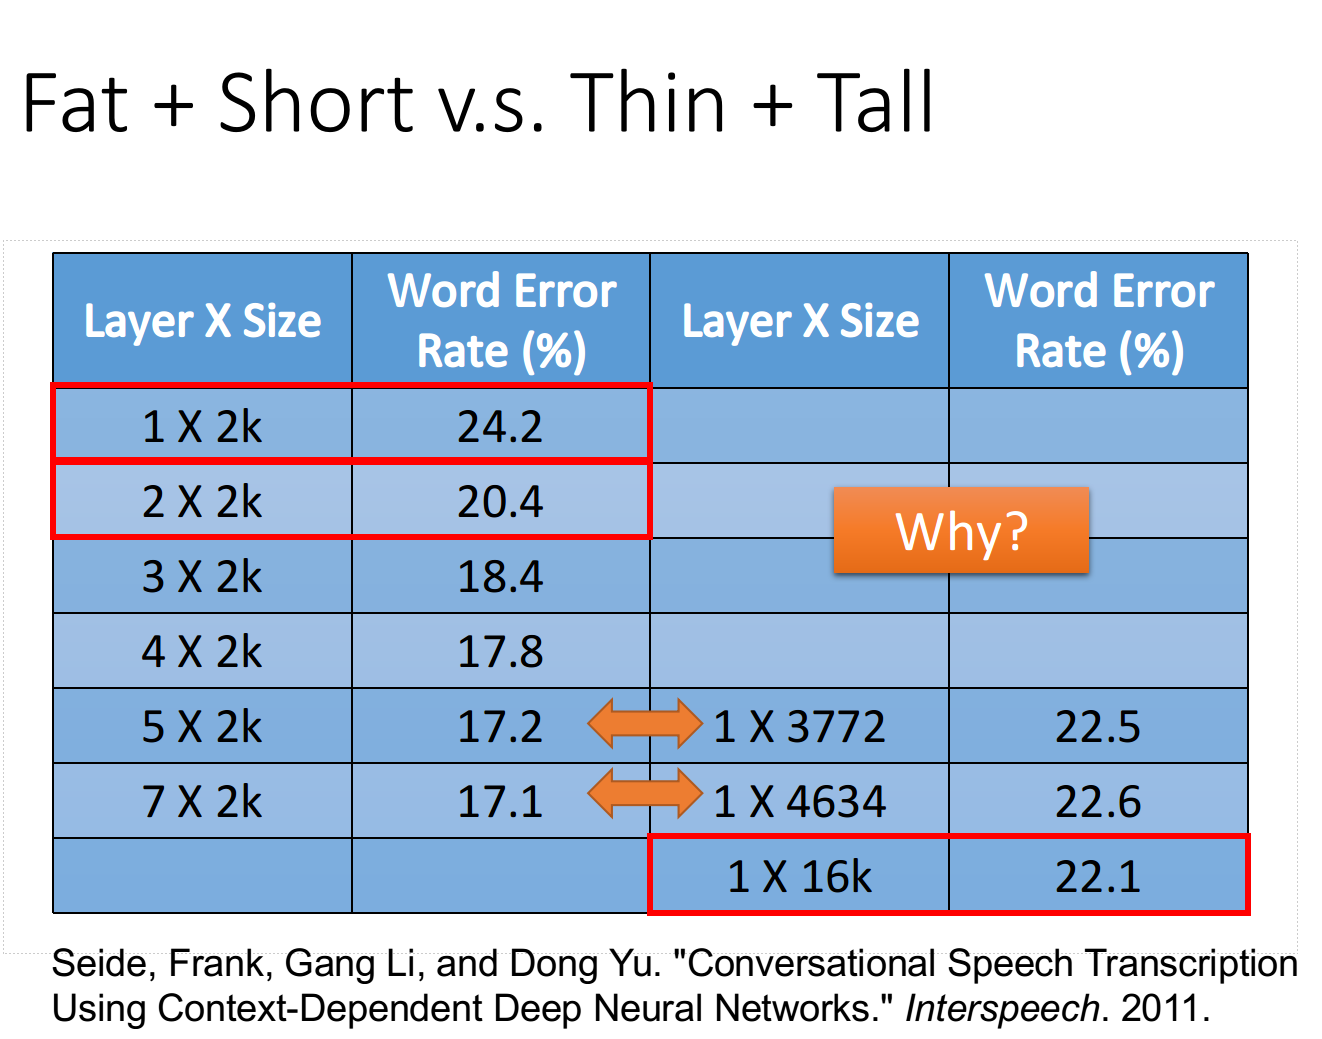 Fat + Short v.s. Thin + Tall
Layer X Size
Word Error
Rate (%)
Layer X Size
Word Error
Rate (%)
1 X 2k 24.2
2 X 2k 20.4
Why?
3 X 2k 18.4
4 X 2k 17.8
5 X 2k 17.2 1 X 3772 22.5
7 X 2k 17.1 1 X 4634 22.6
1 X 16k 22.1
Seide, Frank, Gang Li, and Dong Yu. "Conversational Speech Transcription
Using Context-Dependent Deep Neural Networks." Interspeech. 2011.